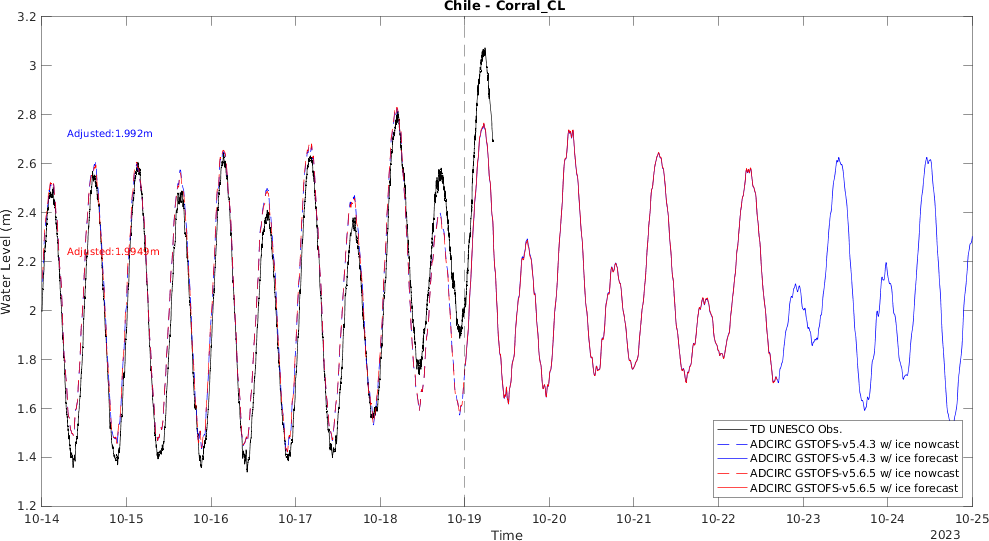 Chile - Corral_CL
3.2
3
2.8
2.6
2.4
2.2
2
1.8
1.6
1.4
1.2
Water Level (m)
Adjusted:1.992m
Adjusted:1.9949m
TD UNESCO Obs.
ADCIRC GSTOFS-v5.4.3 w/ ice nowcast
ADCIRC GSTOFS-v5.4.3 w/ ice forecast
ADCIRC GSTOFS-v5.6.5 w/ ice nowcast
ADCIRC GSTOFS-v5.6.5 w/ ice forecast
10-14 10-15 10-16 10-17 10-18 10-19 10-20 10-21 10-22 10-23 10-24 10-25
Time
2023